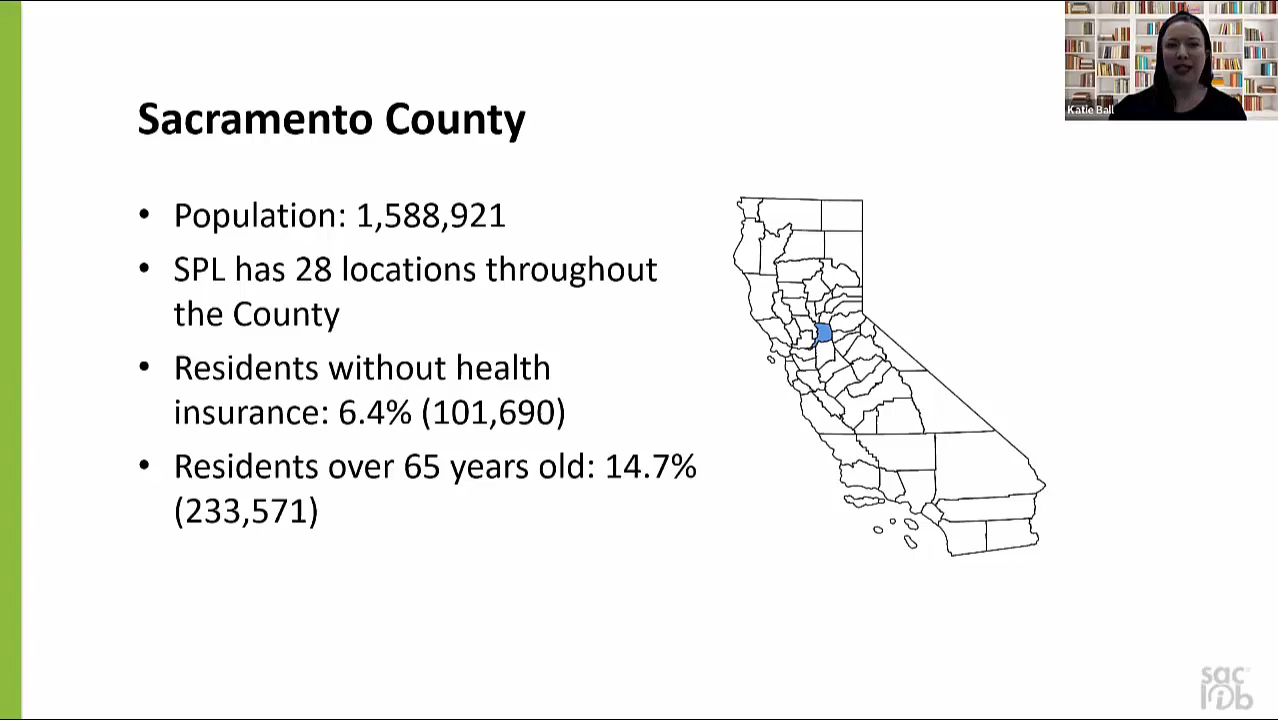 Katie Ball
Sacramento County
• Population: 1,588,921
• SPL has 28 locations throughout
the County
• Residents without health
insurance: 6.4% (101,690)
• Residents over 65 years old: 14.7%
(233,571)
sac
lib